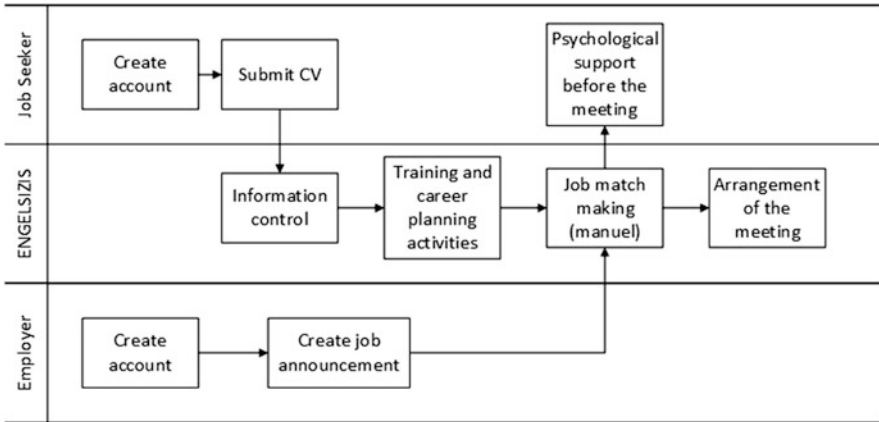 Job Seeker
Create
account
Submit CV
Psychological
support
before the
meeting
ENGELSIZIS
Information
control
Training and
career
planning
activities
Job match
making
(manuel)
Arrangement
of the
meeting
Employer
Create
account
Create job
announcement